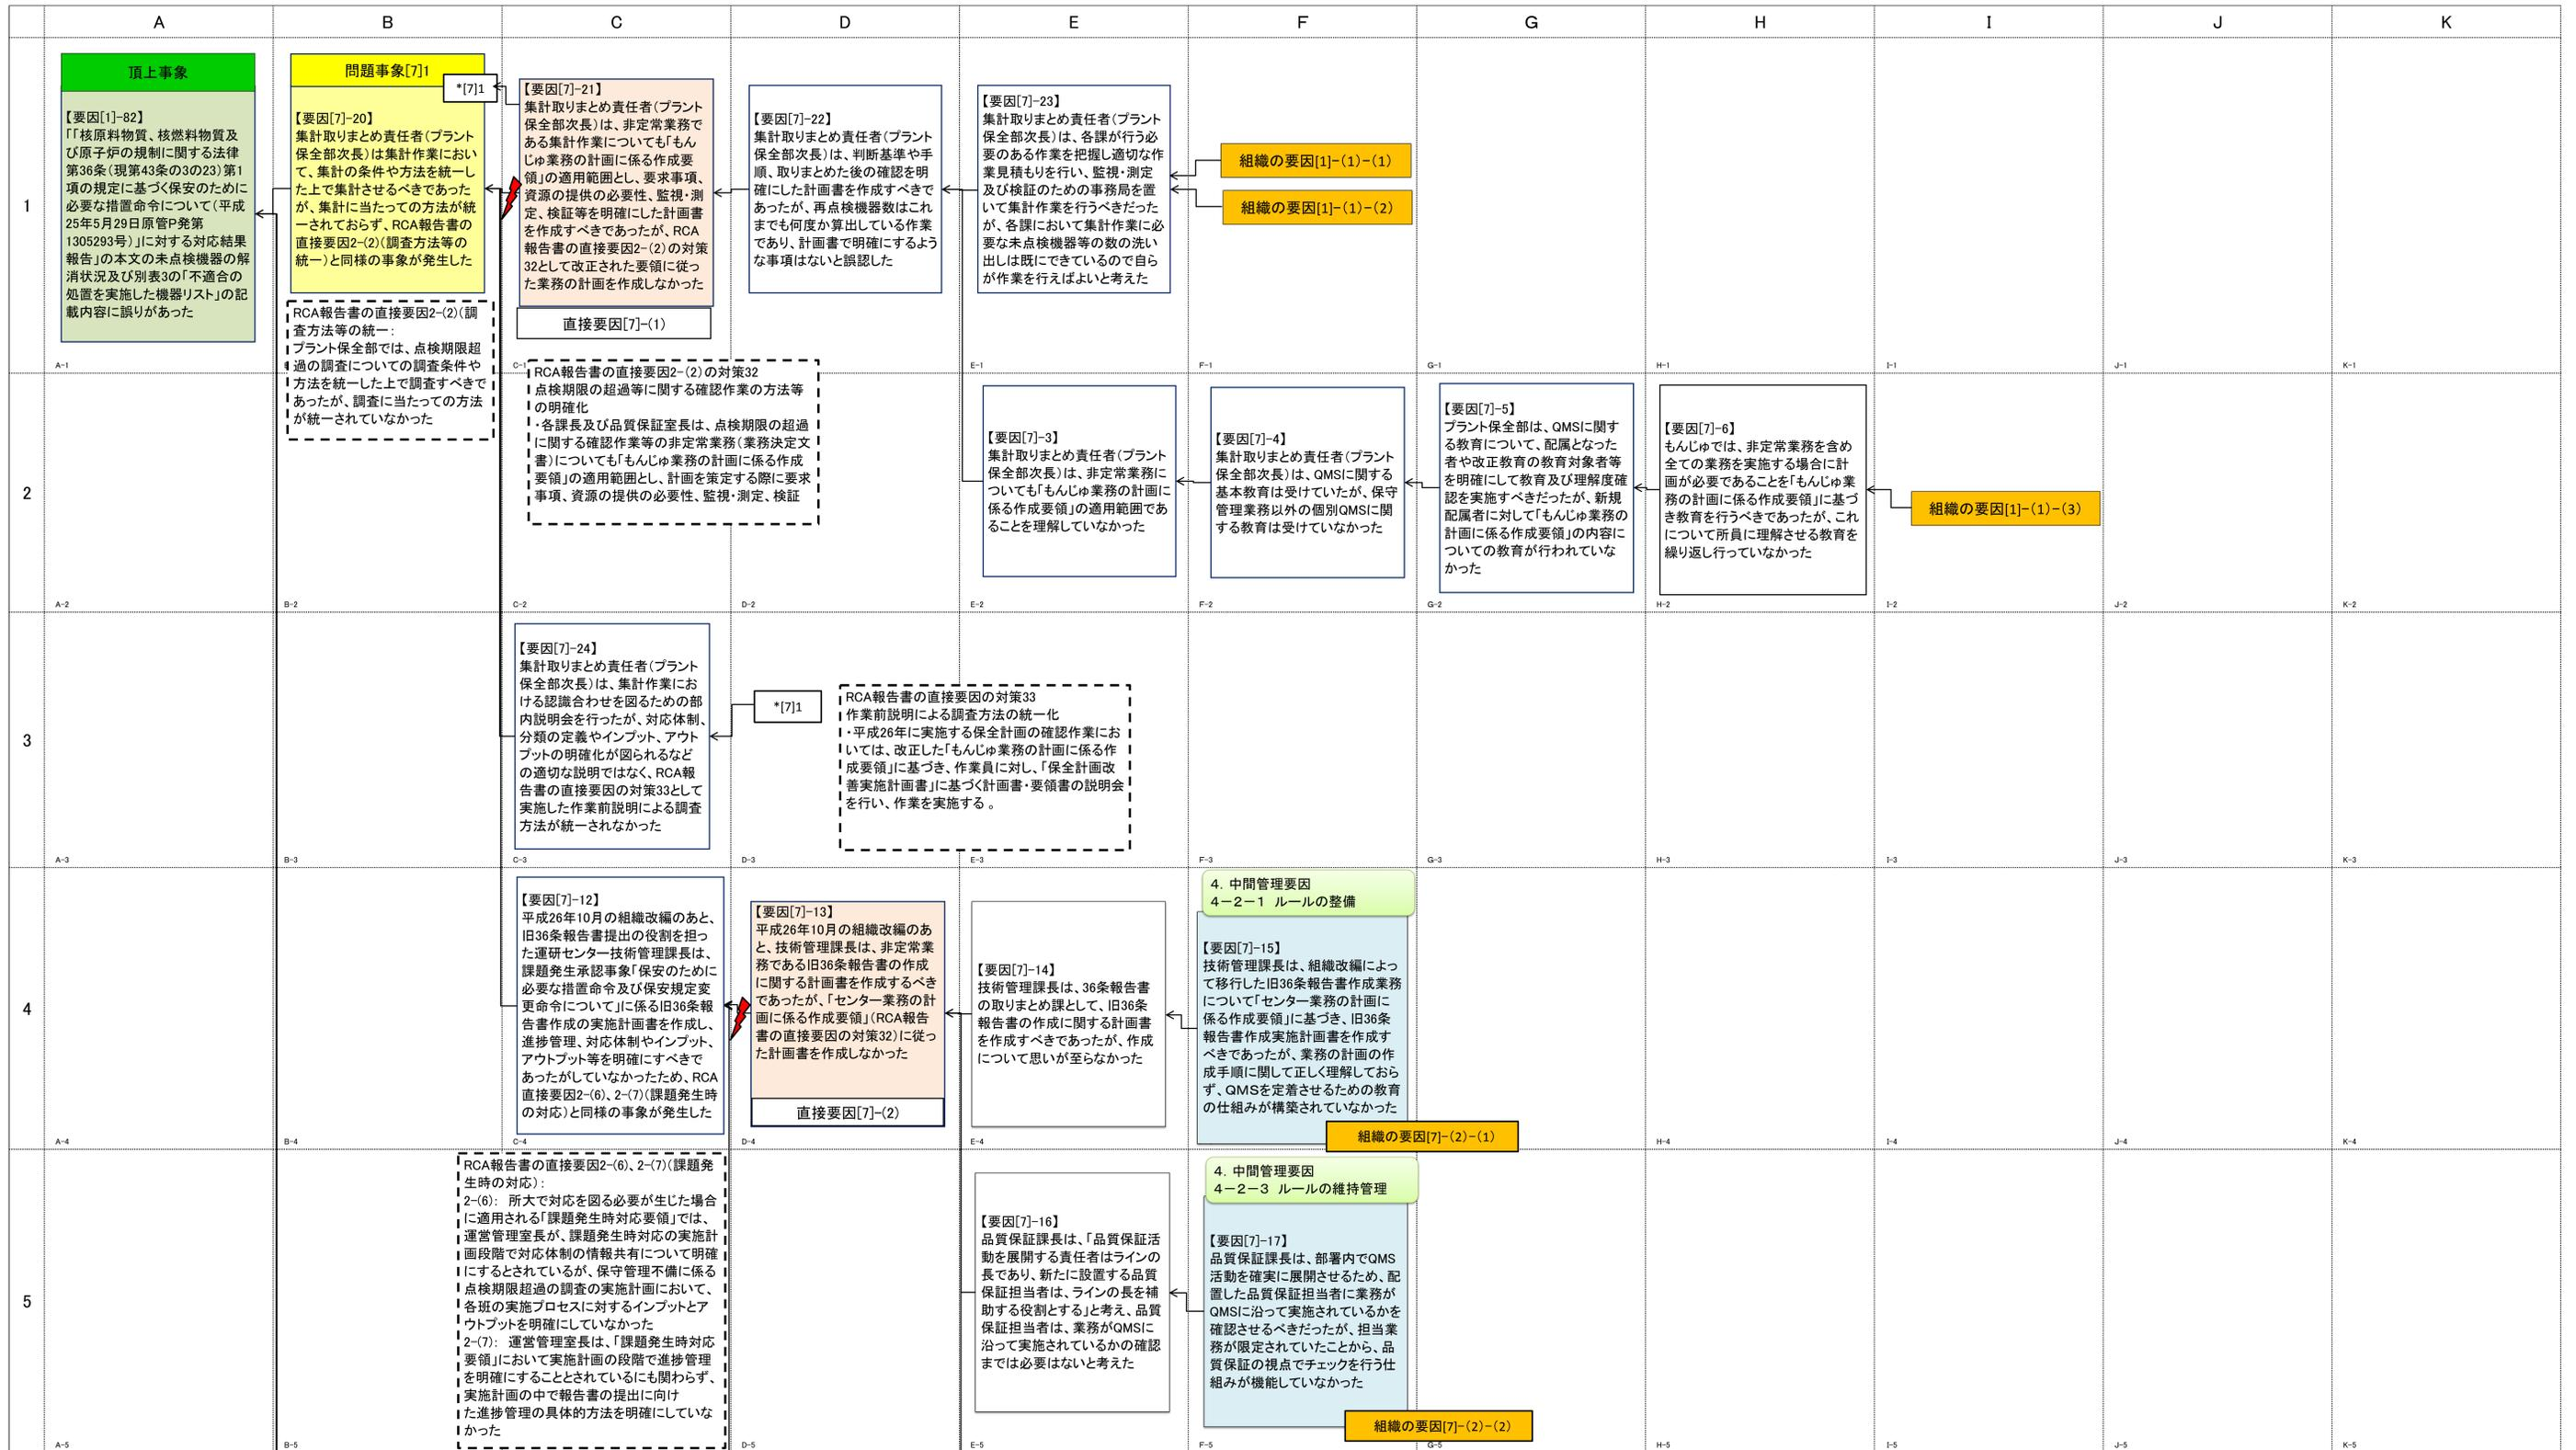 A B C D E F G H I J K
1
頂上事象
【要因[1]-82】
「「核原料物質、核燃料物質及
び原子炉の規制に関する法律
第36条(現第43条の3の23)第1
項の規定に基づく保安のために
必要な措置命令について(平成
25年5月29日原管P発第
1305293号)」に対する対応結果
報告」の本文の未点検機器の解
消状況及び別表3の「不適合の
処置を実施した機器リスト」の記
載内容に誤りがあった
問題事象[7]1
*[7]1
【要因[7]-20】
集計取りまとめ責任者(プラント
保全部次長)は集計作業におい
て、集計の条件や方法を統一し
た上で集計させるべきであった
が、集計に当たっての方法が統
一されておらず、RCA報告書の
直接要因2-(2)(調査方法等の
統一)と同様の事象が発生した
RCA報告書の直接要因2-(2)(調
査方法等の統一:
プラント保全部では、点検期限超
過の調査についての調査条件や
方法を統一した上で調査すべきで
あったが、調査に当たっての方法
が統一されていなかった
【要因[7]-21】
集計取りまとめ責任者(プラント
保全部次長)は、非定常業務で
ある集計作業についても「もん
じゅ業務の計画に係る作成要
領」の適用範囲とし、要求事項、
資源の提供の必要性、監視・測
定、検証等を明確にした計画書
を作成すべきであったが、RCA
報告書の直接要因2-(2)の対策
32として改正された要領に従っ
た業務の計画を作成しなかった
直接要因[7]-(1)
【要因[7]-22】
集計取りまとめ責任者(プラント
保全部次長)は、判断基準や手
順、取りまとめた後の確認を明
確にした計画書を作成すべきで
あったが、再点検機器数はこれ
までも何度か算出している作業
であり、計画書で明確にするよう
な事項はないと誤認した
【要因[7]-23】
集計取りまとめ責任者(プラント
保全部次長)は、各課が行う必
要のある作業を把握し適切な作
業見積もりを行い、監視・測定
及び検証のための事務局を置
いて集計作業を行うべきだった
が、各課において集計作業に必
要な未点検機器等の数の洗い
出しは既にできているので自ら
が作業を行えばよいと考えた
組織の要因[1]-(1)-(1)
組織の要因[1]-(1)-(2)
A-1 C-1 E-1 F-1 G-1 H-1 I-1 J-1 K-1
2
RCA報告書の直接要因2-(2)の対策32
点検期限の超過等に関する確認作業の方法等
の明確化
・各課長及び品質保証室長は、点検期限の超過
に関する確認作業等の非定常業務(業務決定文
書)についても「もんじゅ業務の計画に係る作成
要領」の適用範囲とし、計画を策定する際に要求
事項、資源の提供の必要性、監視・測定、検証
【要因[7]-3】
集計取りまとめ責任者(プラント
保全部次長)は、非定常業務に
ついても「もんじゅ業務の計画に
係る作成要領」の適用範囲であ
ることを理解していなかった
【要因[7]-4】
集計取りまとめ責任者(プラント
保全部次長)は、QMSに関する
基本教育は受けていたが、保守
管理業務以外の個別QMSに関
する教育は受けていなかった
【要因[7]-5】
プラント保全部は、QMSに関す
る教育について、配属となった
者や改正教育の教育対象者等
を明確にして教育及び理解度確
認を実施すべきだったが、新規
配属者に対して「もんじゅ業務の
計画に係る作成要領」の内容に
ついての教育が行われていな
かった
【要因[7]-6】
もんじゅでは、非定常業務を含め
全ての業務を実施する場合に計
画が必要であることを「もんじゅ業
務の計画に係る作成要領」に基づ
き教育を行うべきであったが、これ
について所員に理解させる教育を
繰り返し行っていなかった
組織の要因[1]-(1)-(3)
A-2 B-2 C-2 D-2 E-2 F-2 G-2 H-2 I-2 J-2 K-2
3
【要因[7]-24】
集計取りまとめ責任者(プラント
保全部次長)は、集計作業にお
ける認識合わせを図るための部
内説明会を行ったが、対応体制、
分類の定義やインプット、アウト
プットの明確化が図られるなど
の適切な説明ではなく、RCA報
告書の直接要因の対策33として
実施した作業前説明による調査
方法が統一されなかった
*[7]1
RCA報告書の直接要因の対策33
作業前説明による調査方法の統一化
・平成26年に実施する保全計画の確認作業にお
いては、改正した「もんじゅ業務の計画に係る作
成要領」に基づき、作業員に対し、「保全計画改
善実施計画書」に基づく計画書・要領書の説明会
を行い、作業を実施する 。
A-3 B-3 C-3 D-3 E-3 F-3 G-3 H-3 I-3 J-3 K-3
4
【要因[7]-12】
平成26年10月の組織改編のあと、
旧36条報告書提出の役割を担っ
た運研センター技術管理課長は、
課題発生承認事象「保安のために
必要な措置命令及び保安規定変
更命令について」に係る旧36条報
告書作成の実施計画書を作成し、
進捗管理、対応体制やインプット、
アウトプット等を明確にすべきで
あったがしていなかったため、RCA
直接要因2-(6)、2-(7)(課題発生時
の対応)と同様の事象が発生した
【要因[7]-13】
平成26年10月の組織改編のあ
と、技術管理課長は、非定常業
務である旧36条報告書の作成
に関する計画書を作成するべき
であったが、「センター業務の計
画に係る作成要領」(RCA報告
書の直接要因の対策32)に従っ
た計画書を作成しなかった
直接要因[7]-(2)
【要因[7]-14】
技術管理課長は、36条報告書
の取りまとめ課として、旧36条
報告書の作成に関する計画書
を作成すべきであったが、作成
について思いが至らなかった
4. 中間管理要因
4-2-1 ルールの整備
【要因[7]-15】
技術管理課長は、組織改編によっ
て移行した旧36条報告書作成業務
について「センター業務の計画に
係る作成要領」に基づき、旧36条
報告書作成実施計画書を作成す
べきであったが、業務の計画の作
成手順に関して正しく理解しておら
ず、QMSを定着させるための教育
の仕組みが構築されていなかった
組織の要因[7]-(2)-(1)
A-4 B-4 C-4 D-4 E-4 H-4 I-4 J-4 K-4
5
RCA報告書の直接要因2-(6)、2-(7)(課題発
生時の対応):
2-(6): 所大で対応を図る必要が生じた場合
に適用される「課題発生時対応要領」では、
運営管理室長が、課題発生時対応の実施計
画段階で対応体制の情報共有について明確
にするとされているが、保守管理不備に係る
点検期限超過の調査の実施計画において、
各班の実施プロセスに対するインプットとア
ウトプットを明確にしていなかった
2-(7): 運営管理室長は、「課題発生時対応
要領」において実施計画の段階で進捗管理
を明確にすることとされているにも関わらず、
実施計画の中で報告書の提出に向け
た進捗管理の具体的方法を明確にしていな
かった
【要因[7]-16】
品質保証課長は、「品質保証活
動を展開する責任者はラインの
長であり、新たに設置する品質
保証担当者は、ラインの長を補
助する役割とする」と考え、品質
保証担当者は、業務がQMSに
沿って実施されているかの確認
までは必要はないと考えた
4. 中間管理要因
4-2-3 ルールの維持管理
【要因[7]-17】
品質保証課長は、部署内でQMS
活動を確実に展開させるため、配
置した品質保証担当者に業務が
QMSに沿って実施されているかを
確認させるべきだったが、担当業
務が限定されていたことから、品
質保証の視点でチェックを行う仕
組みが機能していなかった
組織の要因[7]-(2)-(2)
A-5 B-5 D-5 E-5 F-5 G-5 H-5 I-5 J-5 K-5